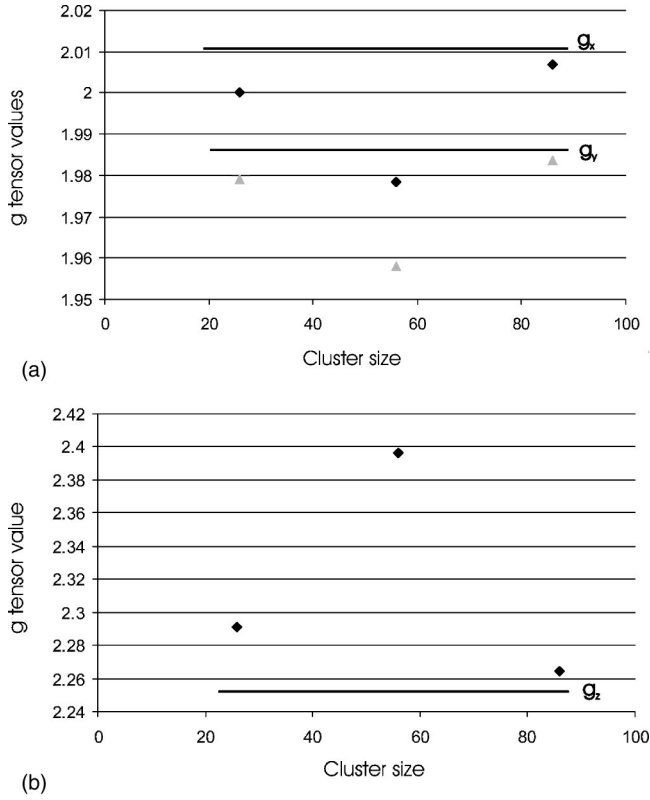 2.02
2.01
2
1.99
1.98
1.97
1.96
1.95
g tensor values
gx
gy
0 20 40 60 80 100
Cluster size
(a)
2.42
2.4
2.38
2.36
2.34
2.32
2.3
2.28
2.26
2.24
g tensor value
gz
0 20 40 60 80 100
Cluster size
(b)